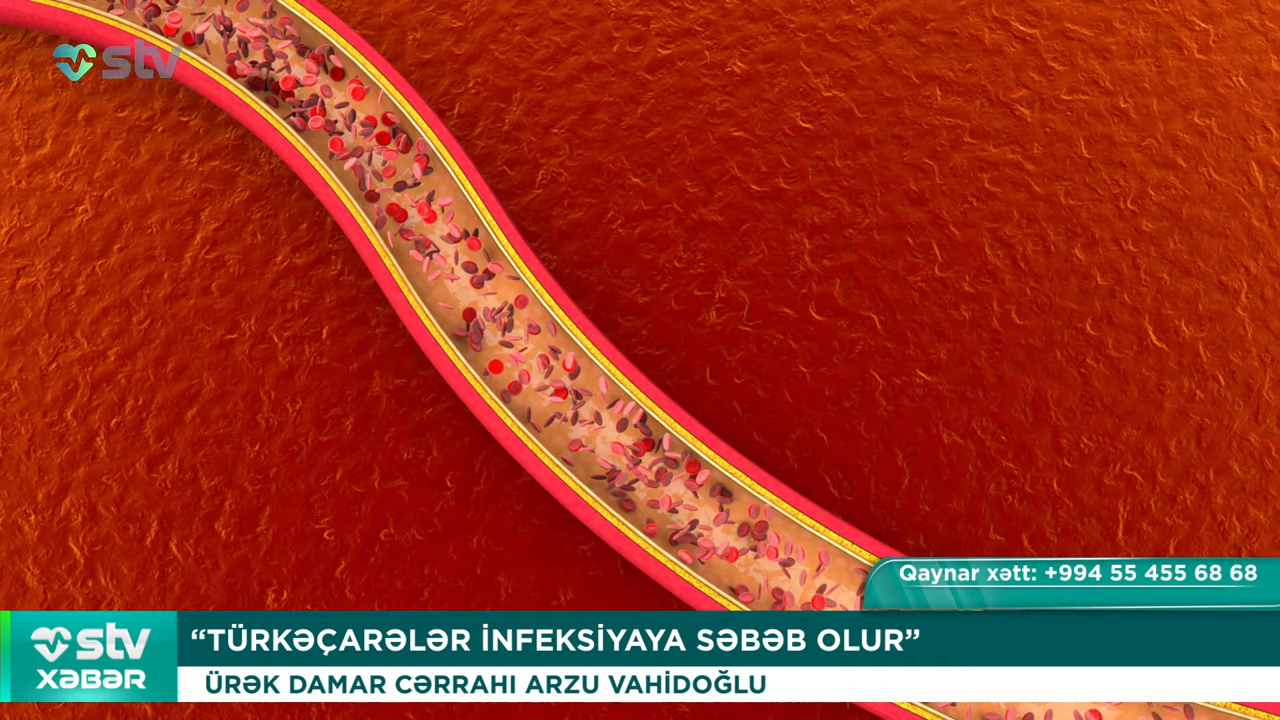 stv
Qaynar xətt: +994 55 455 68 68
stv
XƏBƏR
“TÜRKƏÇARƏLƏR İNFEKSİYAYA SƏBƏB OLUR”
ÜRƏK DAMAR CƏRRAHI ARZU VAHİDOĞLU